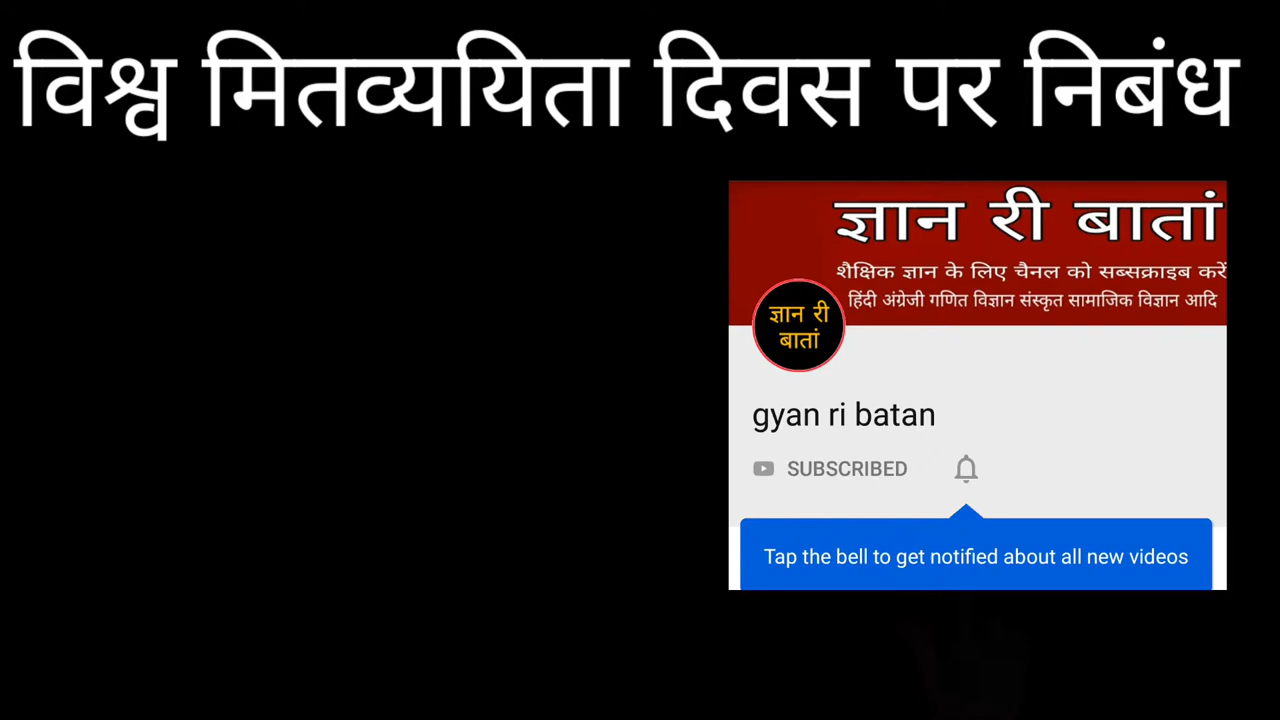 विश्व मितव्ययिता दिवस पर निबंध
ज्ञान री बातां
शैक्षिक ज्ञान के लिए चैनल को सब्सक्राइब करें
हिंदी अंग्रेजी गणित विज्ञान संस्कृत सामाजिक विज्ञान आदि
ज्ञान री
बातां
gyan ri batan
SUBSCRIBED
Tap the bell to get notified about all new videos